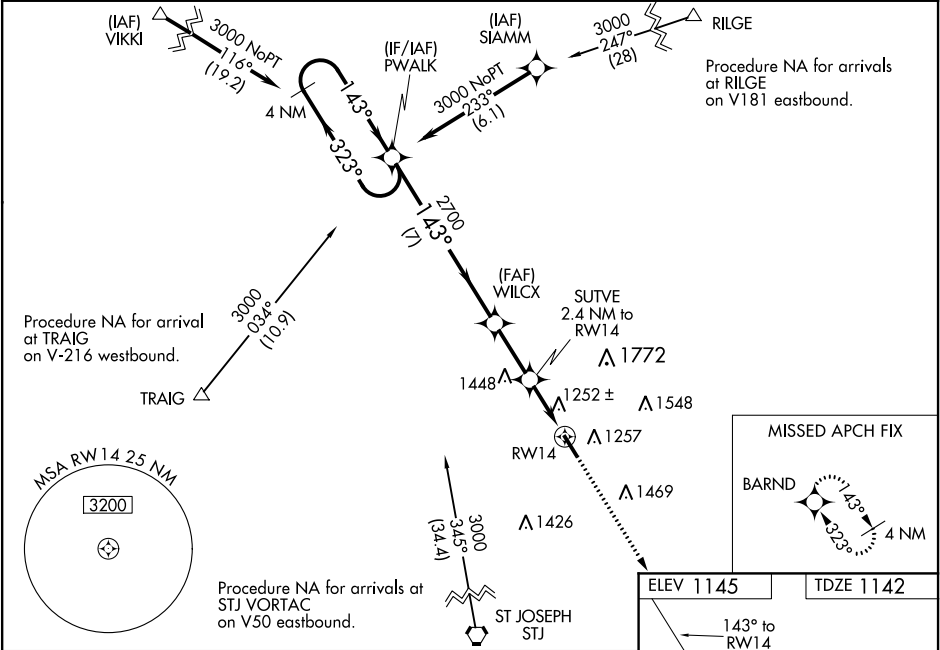 (IAF)
VIKKI
3000 NoPT
116°
(19.2)
4 NM
143°
323°
(IF/IAF)
PWALK
(IAF)
SIAMM
3000 NoPT
233°
(6.1)
3000
247°
(28)
RILGE
Procedure NA for arrivals
at RILGE
on V181 eastbound.
2700
143°
(7)
(FAF)
WILCX
SUTVE
2.4 NM to
RW14
1772
1448
1252 ±
1548
RW14
1257
1469
1426
3000
034°
(10.9)
Procedure NA for arrival
at TRAIG
on V-216 westbound.
TRAIG
MSA RW14 25 NM
3200
3000
345°
(34.4)
Procedure NA for arrivals at
STJ VORTAC
on V50 eastbound.
ST JOSEPH
STJ
MISSED APCH FIX
BARND
143°
323°
4 NM
ELEV 1145
TDZE 1142
143° to
RW14